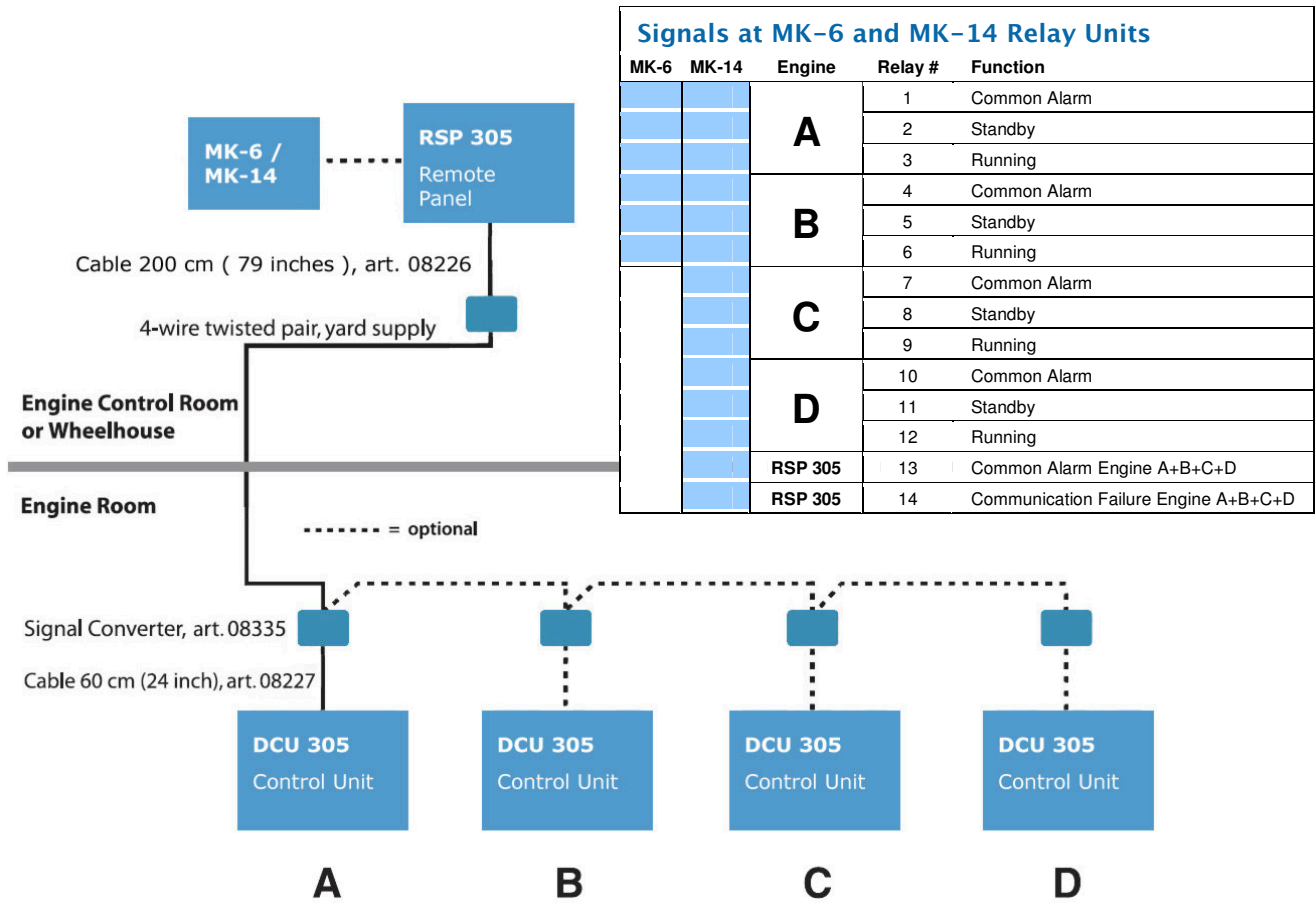 Signals at MK-6 and MK-14 Relay Units
MK-6 MK-14 Engine Relay # Function
A
1 Common Alarm
2 Standby
3 Running
B
4 Common Alarm
5 Standby
6 Running
C
7 Common Alarm
8 Standby
9 Running
D
10 Common Alarm
11 Standby
12 Running
RSP 305 13 Common Alarm Engine A+B+C+D
RSP 305 14 Communication Failure Engine A+B+C+D
MK-6 /
MK-14
RSP 305
Remote
Panel
Cable 200 cm ( 79 inches ), art. 08226
4-wire twisted pair, yard supply
Engine Control Room
or Wheelhouse
Engine Room
= optional
Signal Converter, art. 08335
Cable 60 cm (24 inch), art. 08227
DCU 305
Control Unit
DCU 305
Control Unit
DCU 305
Control Unit
DCU 305
Control Unit
A B C D